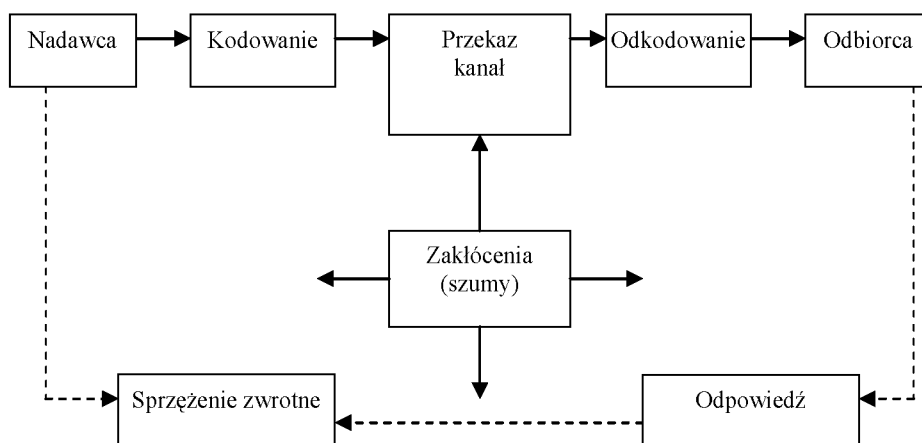 Nadawca
Kodowanie
Przekaz
kanał
Odkodowanie
Odbiorca
Zakłócenia
(szumy)
Sprzężenie zwrotne
Odpowiedź